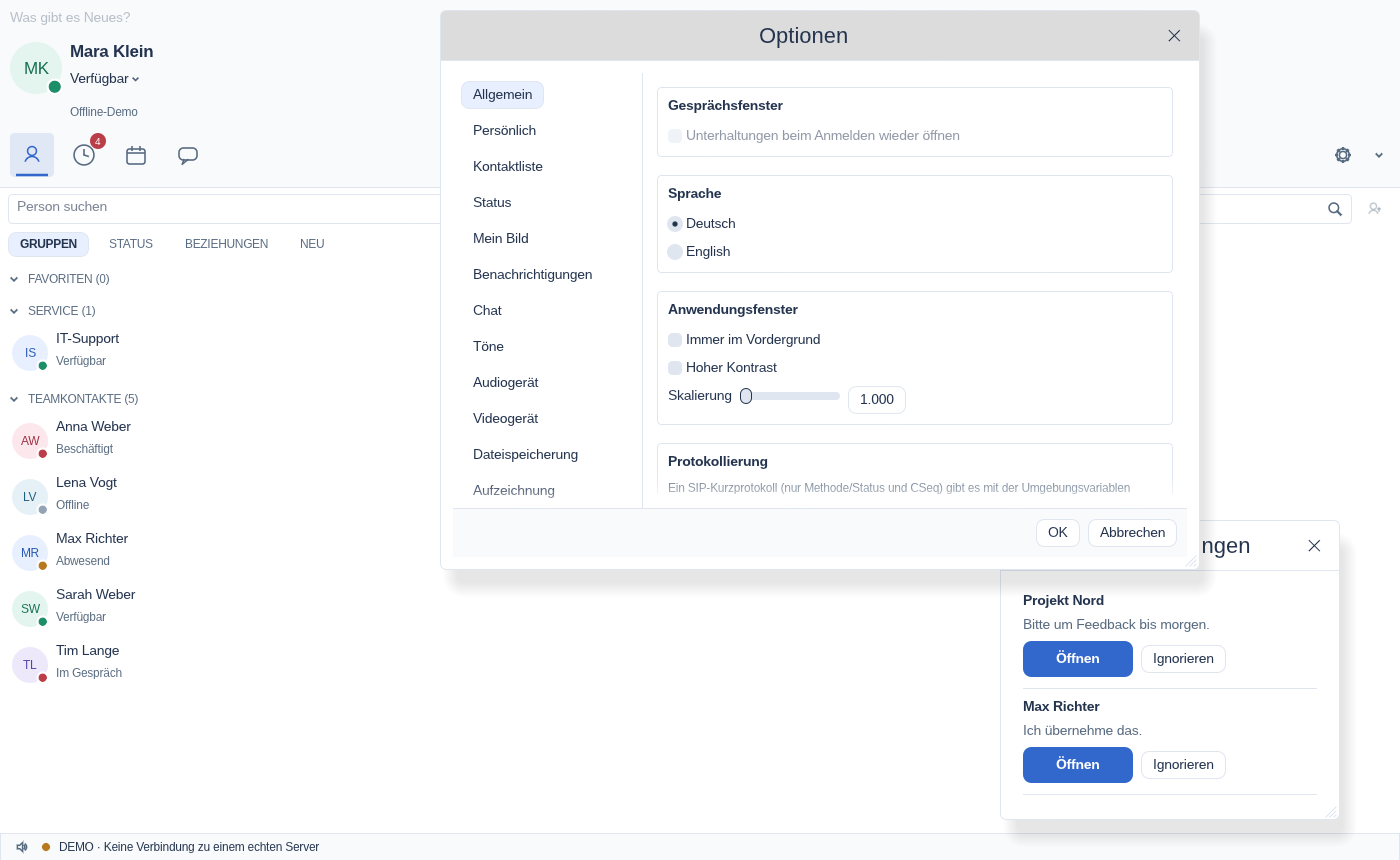 Was gibt es Neues?
MK
Mara Klein
Verfügbar
Offline-Demo
4
Person suchen
GRUPPEN
STATUS
BEZIEHUNGEN
NEU
FAVORITEN (0)
SERVICE (1)
IS
IT-Support
Verfügbar
TEAMKONTAKTE (5)
AW
Anna Weber
Beschäftigt
LV
Lena Vogt
Offline
MR
Max Richter
Abwesend
SW
Sarah Weber
Verfügbar
TL
Tim Lange
Im Gespräch
Optionen
Allgemein
Persönlich
Kontaktliste
Status
Mein Bild
Benachrichtigungen
Chat
Töne
Audiogerät
Videogerät
Dateispeicherung
Aufzeichnung
Gesprächsfenster
Unterhaltungen beim Anmelden wieder öffnen
Sprache
Deutsch
English
Anwendungsfenster
Immer im Vordergrund
Hoher Kontrast
Skalierung
1.000
Protokollierung
Ein SIP-Kurzprotokoll (nur Methode/Status und CSeq) gibt es mit der Umgebungsvariablen
OK
Abbrechen
ngen
Projekt Nord
Bitte um Feedback bis morgen.
Öffnen
Ignorieren
Max Richter
Ich übernehme das.
Öffnen
Ignorieren
DEMO · Keine Verbindung zu einem echten Server